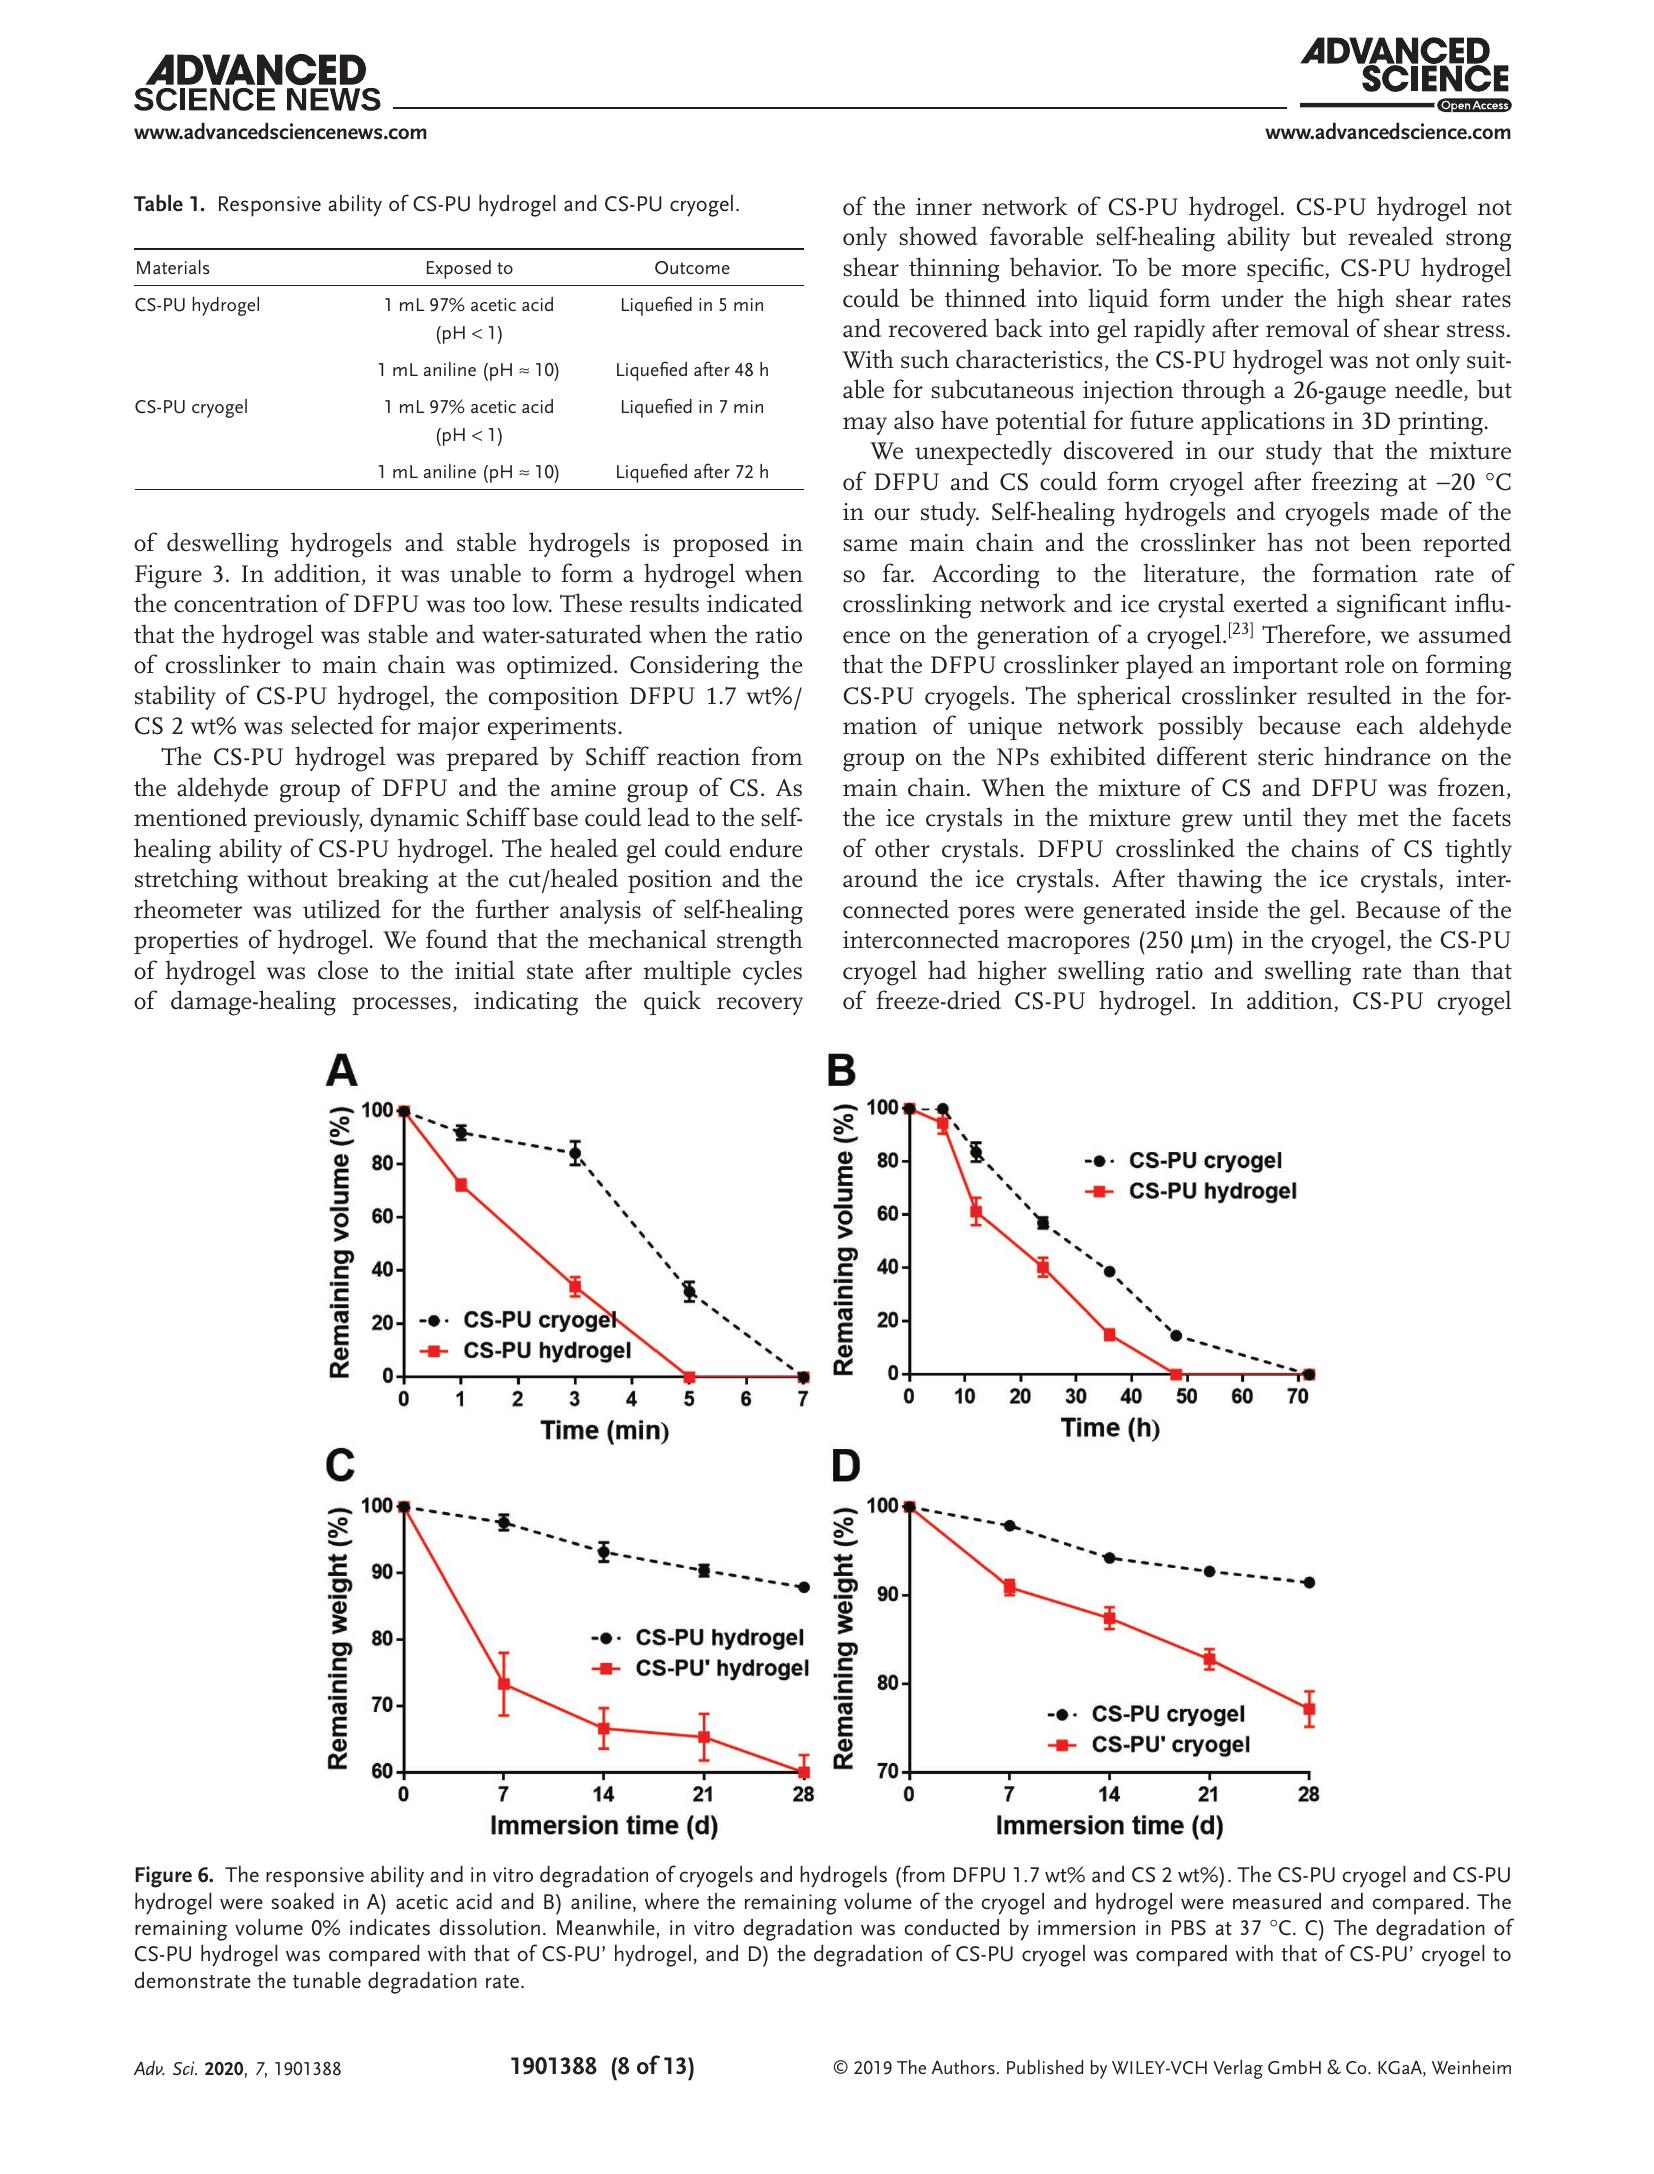 ADVANCED
SCIENCE NEWS
www.advancedsciencenews.com
ADVANCED
SCIENCE
Open Access
www.advancedscience.com
Table 1. Responsive ability of CS-PU hydrogel and CS-PU cryogel.
Materials Exposed to Outcome
CS-PU hydrogel 1 mL 97% acetic acid Liquefied in 5 min
(pH < 1)
1 mL aniline (pH ≈ 10) Liquefied after 48 h
CS-PU cryogel 1 mL 97% acetic acid Liquefied in 7 min
(pH < 1)
1 mL aniline (pH ≈ 10) Liquefied after 72 h
of deswelling hydrogels and stable hydrogels is proposed in
Figure 3. In addition, it was unable to form a hydrogel when
the concentration of DFPU was too low. These results indicated
that the hydrogel was stable and water-saturated when the ratio
of crosslinker to main chain was optimized. Considering the
stability of CS-PU hydrogel, the composition DFPU 1.7 wt%/
CS 2 wt% was selected for major experiments.
The CS-PU hydrogel was prepared by Schiff reaction from
the aldehyde group of DFPU and the amine group of CS. As
mentioned previously, dynamic Schiff base could lead to the self-
healing ability of CS-PU hydrogel. The healed gel could endure
stretching without breaking at the cut/healed position and the
rheometer was utilized for the further analysis of self-healing
properties of hydrogel. We found that the mechanical strength
of hydrogel was close to the initial state after multiple cycles
of damage-healing processes, indicating the quick recovery
of the inner network of CS-PU hydrogel. CS-PU hydrogel not
only showed favorable self-healing ability but revealed strong
shear thinning behavior. To be more specific, CS-PU hydrogel
could be thinned into liquid form under the high shear rates
and recovered back into gel rapidly after removal of shear stress.
With such characteristics, the CS-PU hydrogel was not only suit-
able for subcutaneous injection through a 26-gauge needle, but
may also have potential for future applications in 3D printing.
We unexpectedly discovered in our study that the mixture
of DFPU and CS could form cryogel after freezing at −20 °C
in our study. Self-healing hydrogels and cryogels made of the
same main chain and the crosslinker has not been reported
so far. According to the literature, the formation rate of
crosslinking network and ice crystal exerted a significant influ-
ence on the generation of a cryogel.[23] Therefore, we assumed
that the DFPU crosslinker played an important role on forming
CS-PU cryogels. The spherical crosslinker resulted in the for-
mation of unique network possibly because each aldehyde
group on the NPs exhibited different steric hindrance on the
main chain. When the mixture of CS and DFPU was frozen,
the ice crystals in the mixture grew until they met the facets
of other crystals. DFPU crosslinked the chains of CS tightly
around the ice crystals. After thawing the ice crystals, inter-
connected pores were generated inside the gel. Because of the
interconnected macropores (250 µm) in the cryogel, the CS-PU
cryogel had higher swelling ratio and swelling rate than that
of freeze-dried CS-PU hydrogel. In addition, CS-PU cryogel
A
Remaining volume (%)
100
80
60
40
20
0
CS-PU cryogel
CS-PU hydrogel
0 1 2 3 4 5 6 7
Time (min)
B
Remaining volume (%)
100
80
60
40
20
0
CS-PU cryogel
CS-PU hydrogel
0 10 20 30 40 50 60 70
Time (h)
C
Remaining weight (%)
100
90
80
70
60
CS-PU hydrogel
CS-PU' hydrogel
0 7 14 21 28
Immersion time (d)
D
Remaining weight (%)
100
90
80
70
CS-PU cryogel
CS-PU' cryogel
0 7 14 21 28
Immersion time (d)
Figure 6. The responsive ability and in vitro degradation of cryogels and hydrogels (from DFPU 1.7 wt% and CS 2 wt%). The CS-PU cryogel and CS-PU
hydrogel were soaked in A) acetic acid and B) aniline, where the remaining volume of the cryogel and hydrogel were measured and compared. The
remaining volume 0% indicates dissolution. Meanwhile, in vitro degradation was conducted by immersion in PBS at 37 °C. C) The degradation of
CS-PU hydrogel was compared with that of CS-PU’ hydrogel, and D) the degradation of CS-PU cryogel was compared with that of CS-PU’ cryogel to
demonstrate the tunable degradation rate.
Adv. Sci. 2020, 7, 1901388
1901388 (8 of 13)
© 2019 The Authors. Published by WILEY-VCH Verlag GmbH & Co. KGaA, Weinheim